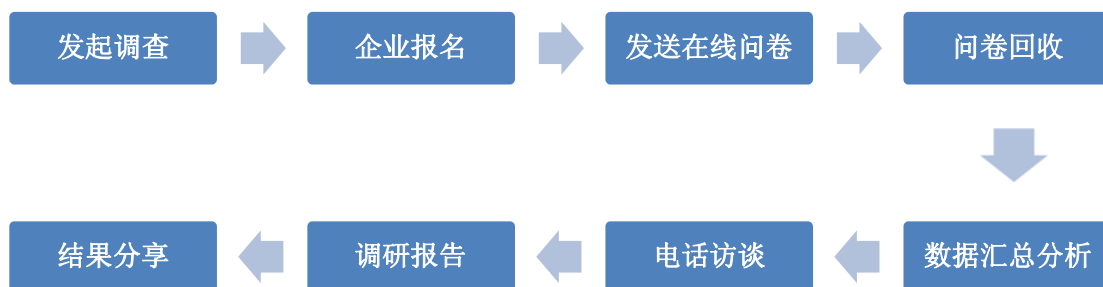 发起调查
企业报名
发送在线问卷
问卷回收
数据汇总分析
电话访谈
调研报告
结果分享